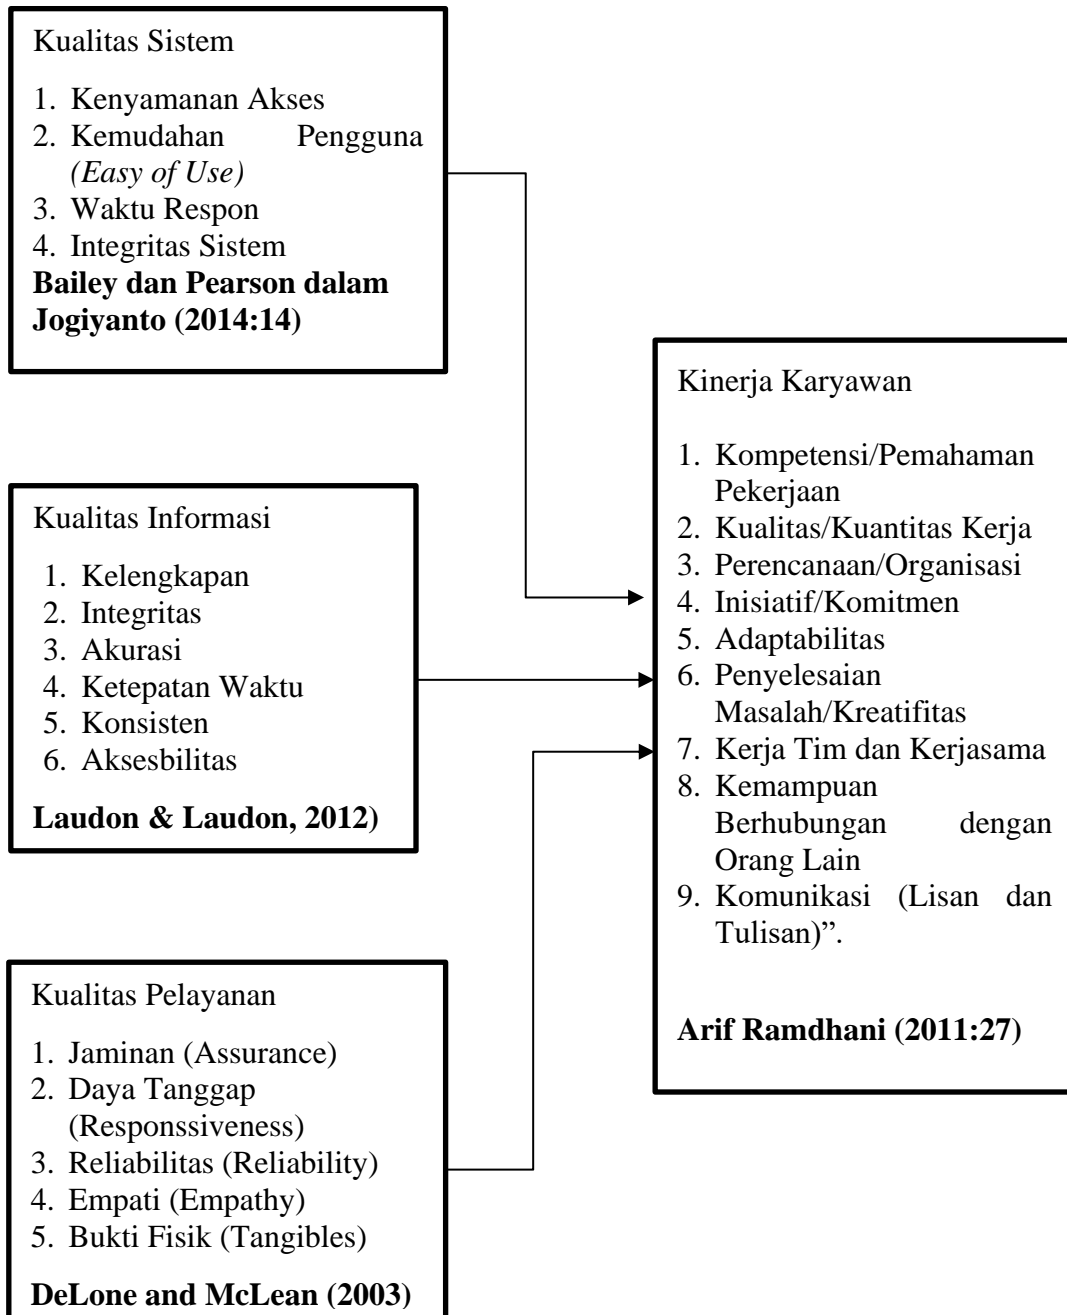 Kualitas Sistem
1. Kenyamanan Akses
2. Kemudahan Pengguna
(Easy of Use)
3. Waktu Respon
4. Integritas Sistem
Bailey dan Pearson dalam
Jogiyanto (2014:14)
Kualitas Informasi
1. Kelengkapan
2. Integritas
3. Akurasi
4. Ketepatan Waktu
5. Konsisten
6. Aksesbilitas
Laudon & Laudon, 2012)
Kualitas Pelayanan
1. Jaminan (Assurance)
2. Daya Tanggap
(Responssiveness)
3. Reliabilitas (Reliability)
4. Empati (Empathy)
5. Bukti Fisik (Tangibles)
DeLone and McLean (2003)
Kinerja Karyawan
1. Kompetensi/Pemahaman
Pekerjaan
2. Kualitas/Kuantitas Kerja
3. Perencanaan/Organisasi
4. Inisiatif/Komitmen
5. Adaptabilitas
6. Penyelesaian
Masalah/Kreatifitas
7. Kerja Tim dan Kerjasama
8. Kemampuan
Berhubungan dengan
Orang Lain
9. Komunikasi (Lisan dan
Tulisan)”.
Arif Ramdhani (2011:27)